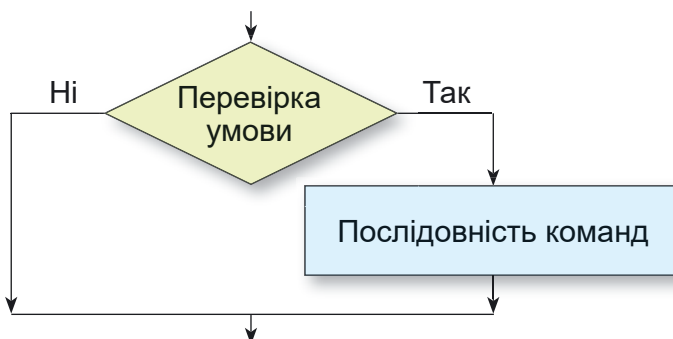 Ні
Перевірка
умови
Так
Послідовність команд